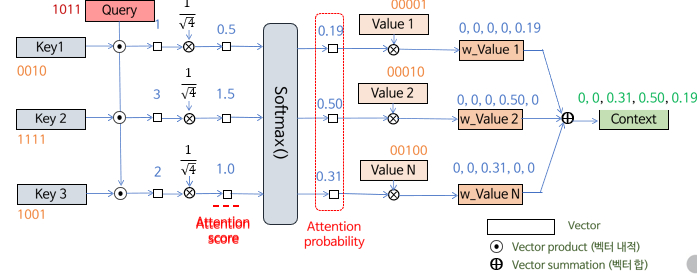 1011
Query
1
√4
00001
Value 1
Key1
0010
1
0.5
0.19
0, 0, 0, 0, 0.19
w_Value 1
1
√4
00010
Value 2
Key 2
1111
3
1.5
Softmax()
0.50
0, 0, 0, 0.50, 0
w_Value 2
0, 0, 0.31, 0.50, 0.19
Context
1
√4
00100
Value N
Key 3
1001
2
1.0
0.31
0, 0, 0.31, 0, 0
w_Value N
Attention
score
Attention
probability
Vector
Vector product (벡터 내적)
Vector summation (벡터 합)